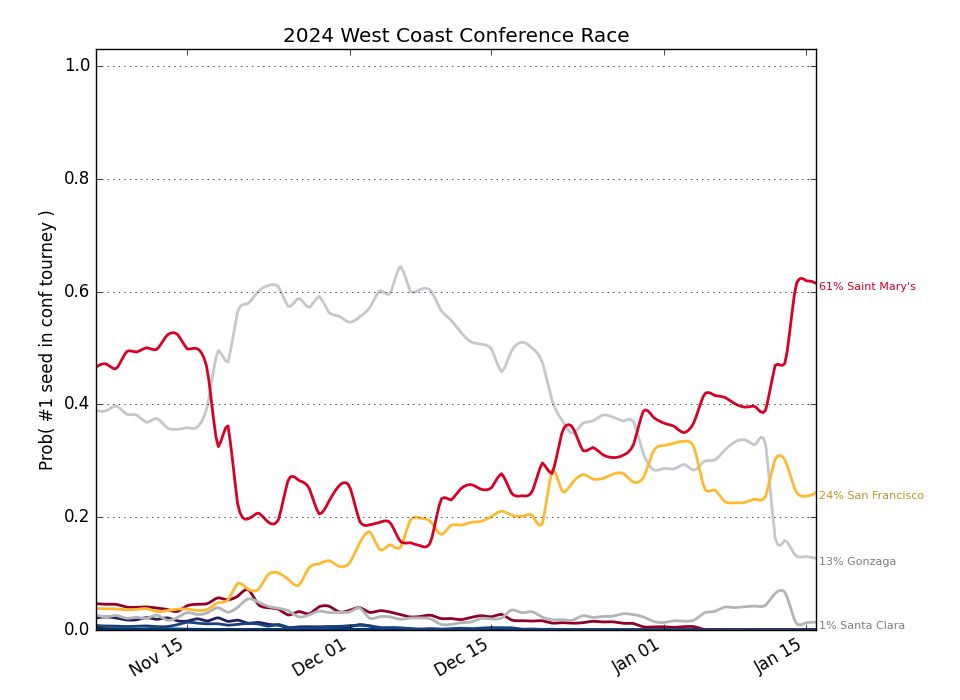 2024 West Coast Conference Race
Prob( #1 seed in conf tourney )
1.0
0.8
0.6
0.4
0.2
0.0
61% Saint Mary's
24% San Francisco
13% Gonzaga
1% Santa Clara
Nov 15
Dec 01
Dec 15
Jan 01
Jan 15